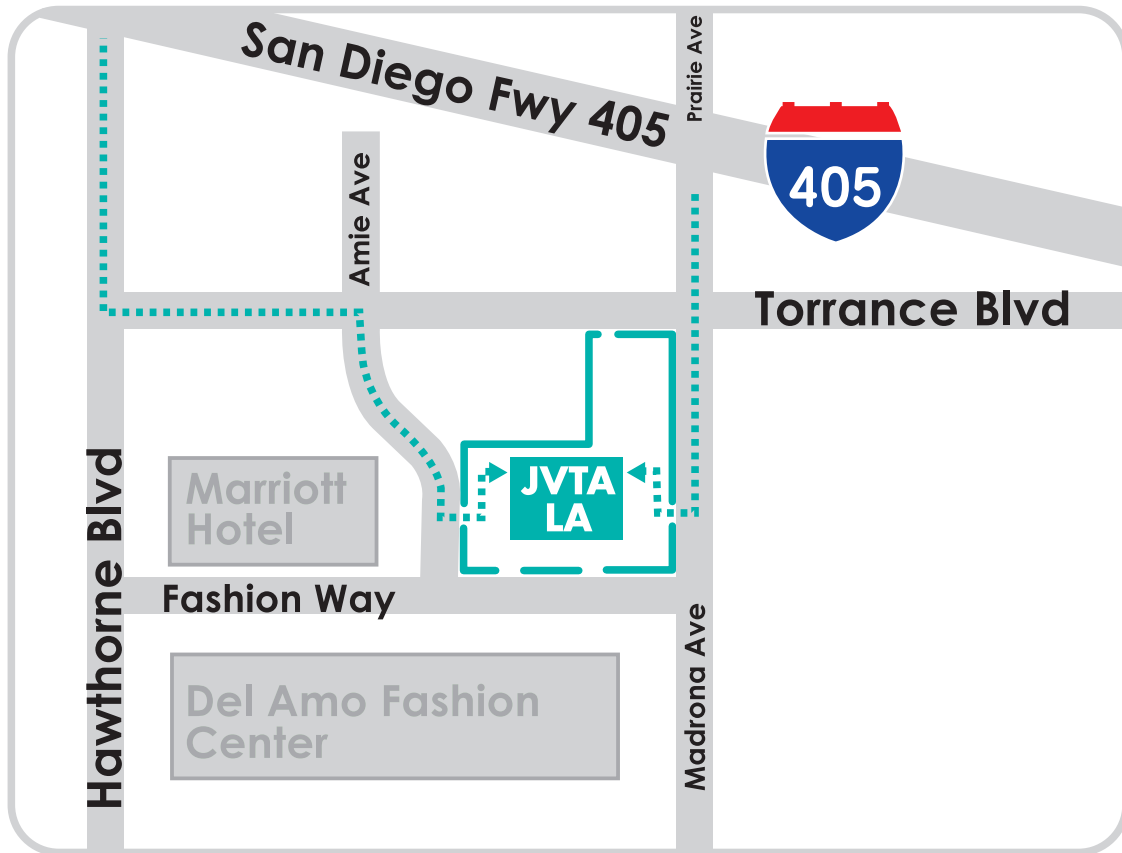 San Diego Fwy 405
Prairie Ave
405
Amie Ave
Torrance Blvd
Hawthorne Blvd
Marriott
Hotel
JVTA
LA
Fashion Way
Madrona Ave
Del Amo Fashion
Center